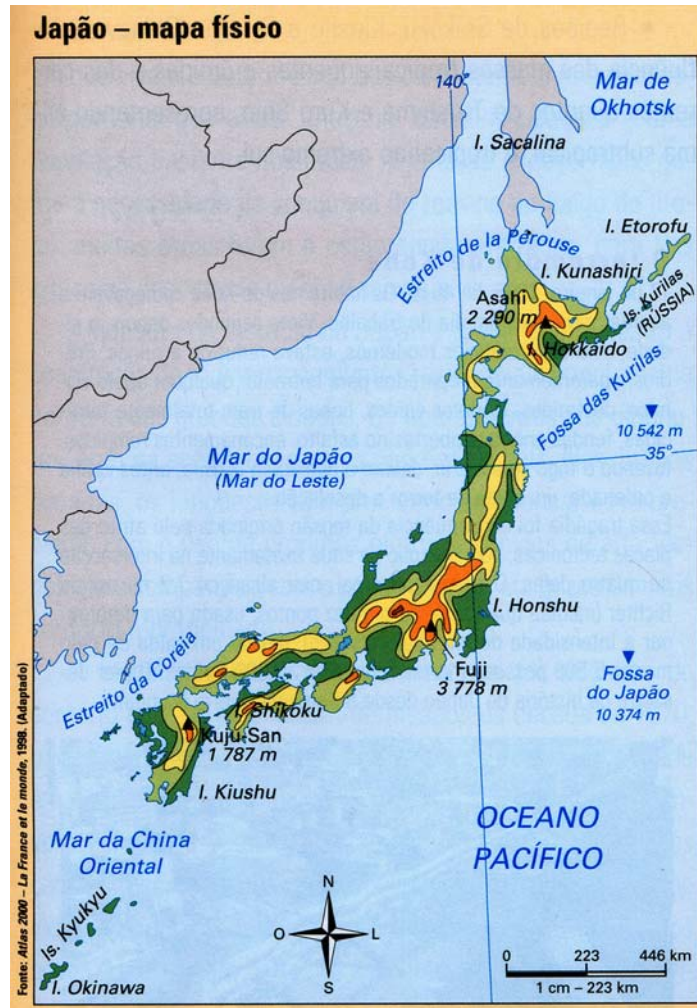 Japão – mapa físico
140°
Mar de
Okhotsk
I. Sacalina
I. Etorofu
Estreito de la Pérouse
I. Kunashiri
Asahi
2 290 m
Is. Kurilas
(RÚSSIA)
I. Hokkaido
Fossa das Kurilas
10 542 m
35°
Mar do Japão
(Mar do Leste)
I. Honshu
Fuji
3 778 m
Fossa
do Japão
10 374 m
Estreito da Coréia
I. Shikoku
Kuju-San
1 787 m
I. Kiushu
OCEANO
PACÍFICO
Mar da China
Oriental
Is. Kyukyu
I. Okinawa
N
O
L
S
0 223 446 km
1 cm – 223 km
Fonte: Atlas 2000 – La France et le monde, 1998. (Adaptado)